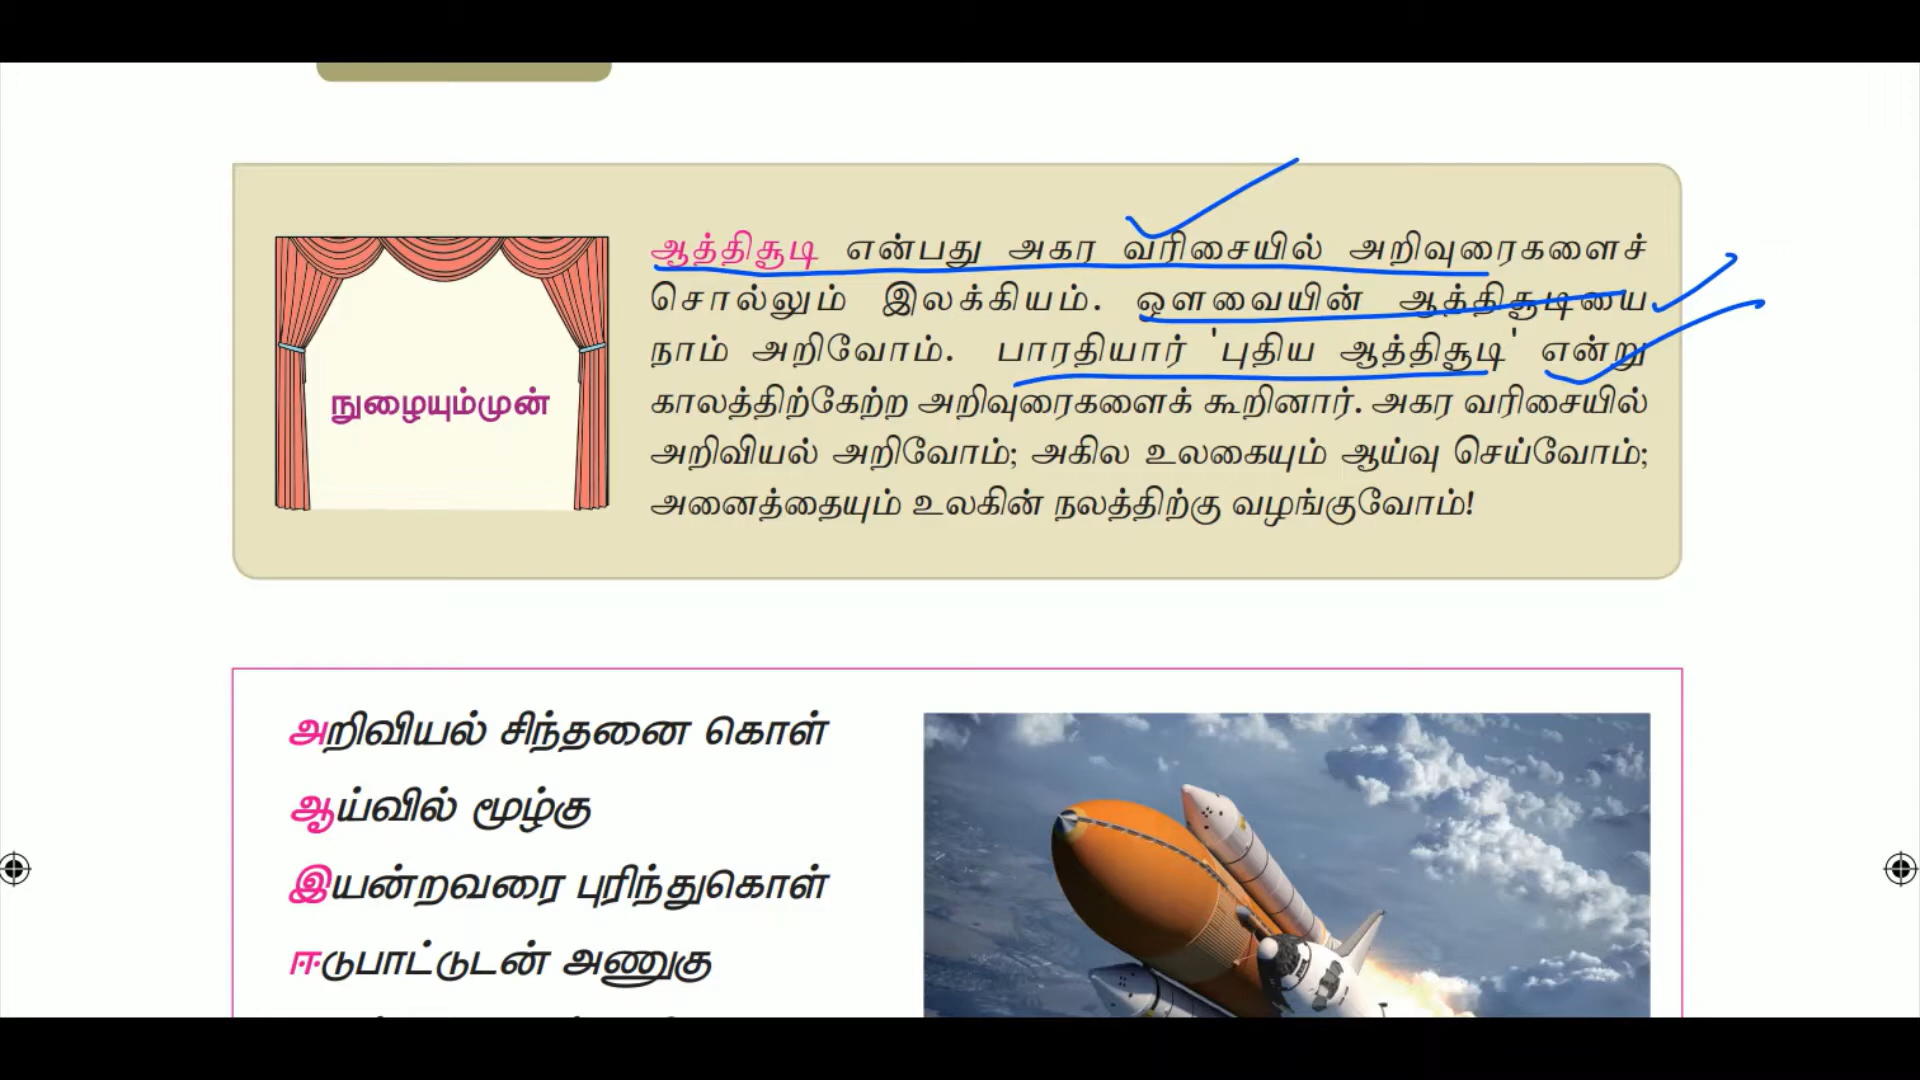 நுழையும்முன்
ஆத்திசூடி என்பது அகர வரிசையில் அறிவுரைகளைச்
சொல்லும் இலக்கியம். ஔவையின் ஆத்திசூடியை
நாம் அறிவோம். பாரதியார் 'புதிய ஆத்திசூடி' என்று
காலத்திற்கேற்ற அறிவுரைகளைக் கூறினார். அகர வரிசையில்
அறிவியல் அறிவோம்; அகில உலகையும் ஆய்வு செய்வோம்;
அனைத்தையும் உலகின் நலத்திற்கு வழங்குவோம்!
அறிவியல் சிந்தனை கொள்
ஆய்வில் மூழ்கு
இயன்றவரை புரிந்துகொள்
ஈடுபாட்டுடன் அணுகு